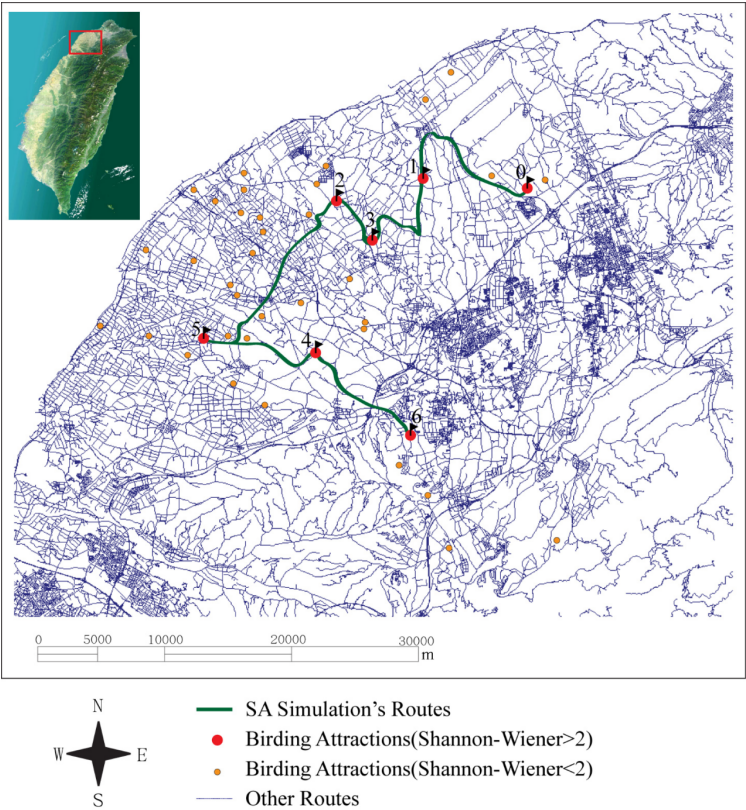 0
1
2
3
5
4
6
0 5000 10000 20000 30000
m
N
W E
S
SA Simulation's Routes
Birding Attractions(Shannon-Wiener>2)
Birding Attractions(Shannon-Wiener<2)
Other Routes